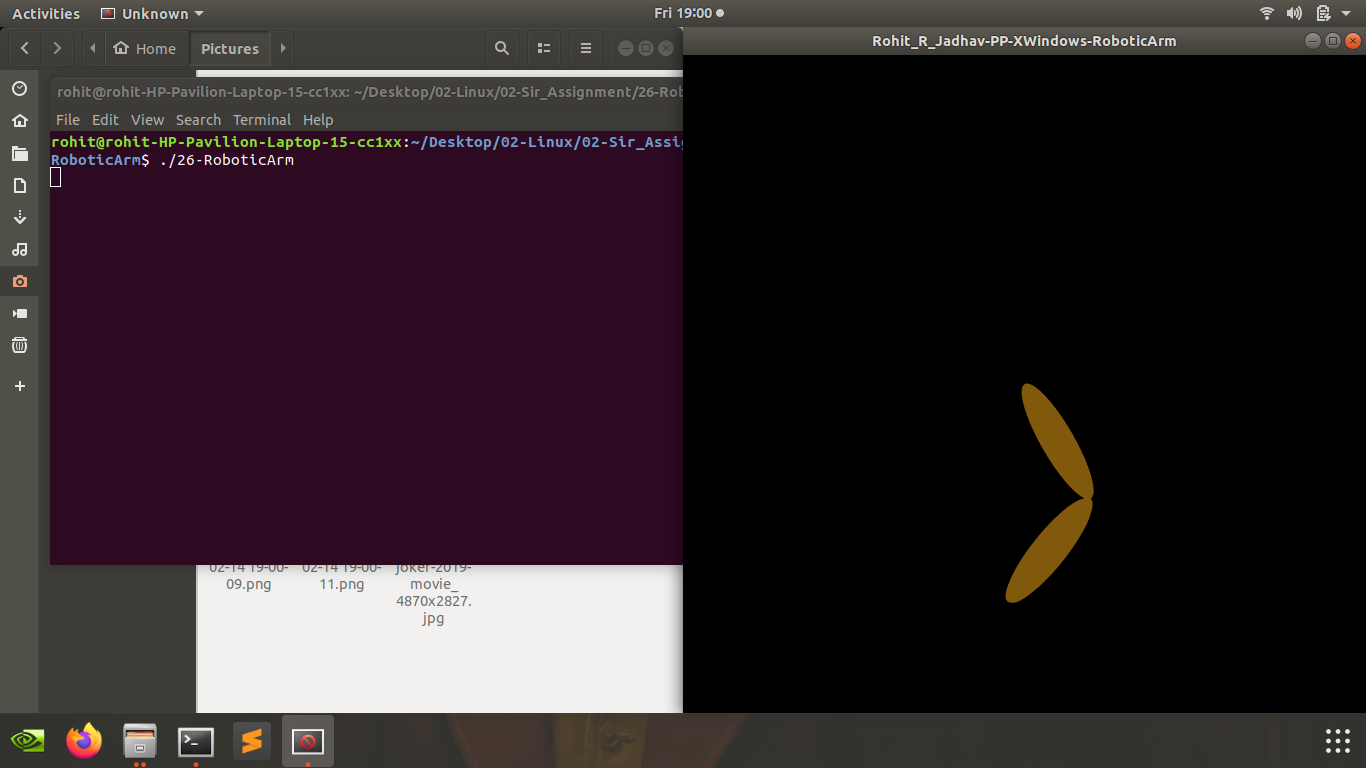 Activities Unknown Fri 19:00
Home Pictures
Rohit_R_Jadhav-PP-XWindows-RoboticArm
rohit@rohit-HP-Pavilion-Laptop-15-cc1xx: ~/Desktop/02-Linux/02-Sir_Assignment/26-Rob
File Edit View Search Terminal Help
rohit@rohit-HP-Pavilion-Laptop-15-cc1xx:~/Desktop/02-Linux/02-Sir_Assig
RoboticArm$ ./26-RoboticArm
02-14 19-00-
09.png
02-14 19-00-
11.png
joker-2019-
movie_
4870x2827.
jpg